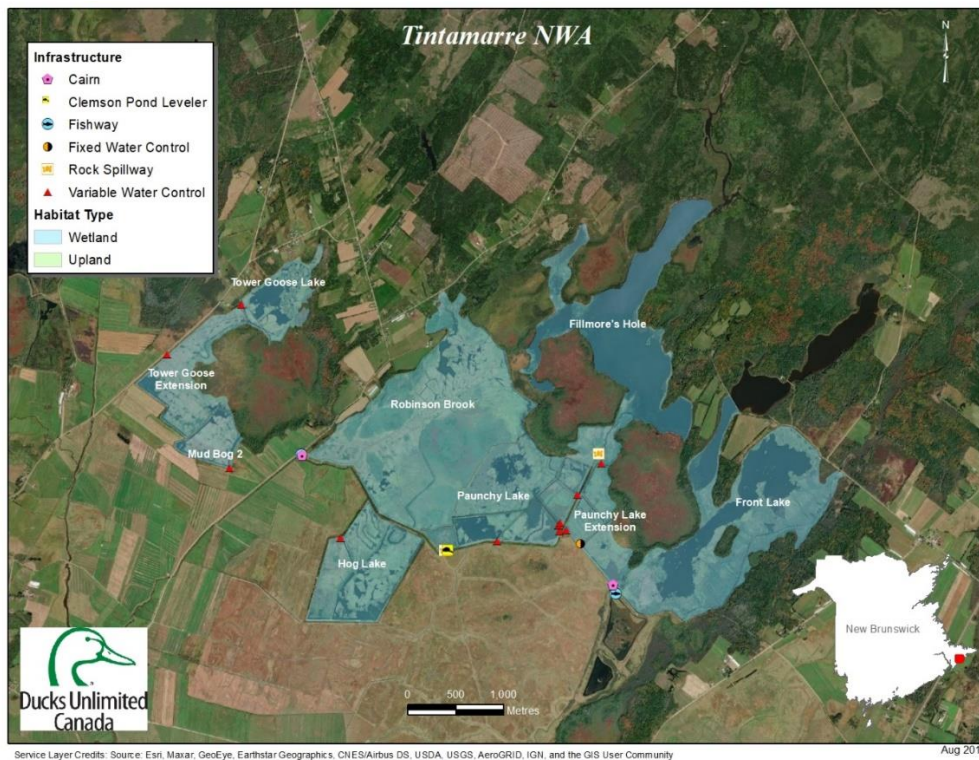 Tintamarre NWA
N
Infrastructure
Cairn
Clemson Pond Leveler
Fishway
Fixed Water Control
Rock Spillway
Variable Water Control
Habitat Type
Wetland
Upland
Tower Goose Lake
Fillmore's Hole
Tower Goose
Extension
Robinson Brook
Mud Bog 2
Paunchy Lake
Paunchy Lake
Extension
Front Lake
Hog Lake
New Brunswick
Ducks Unlimited
Canada
0 500 1,000
Metres
Service Layer Credits: Source: Esri, Maxar, GeoEye, Earthstar Geographics, CNES/Airbus DS, USDA, USGS, AeroGRID, IGN, and the GIS User Community
Aug 201